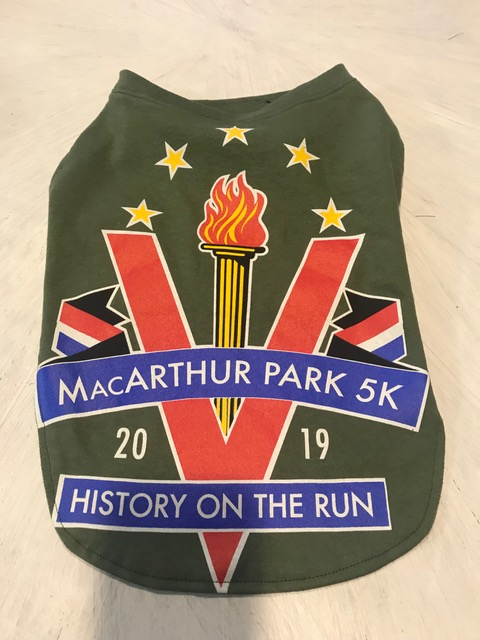 V
MacARTHUR PARK 5K
20 19
HISTORY ON THE RUN